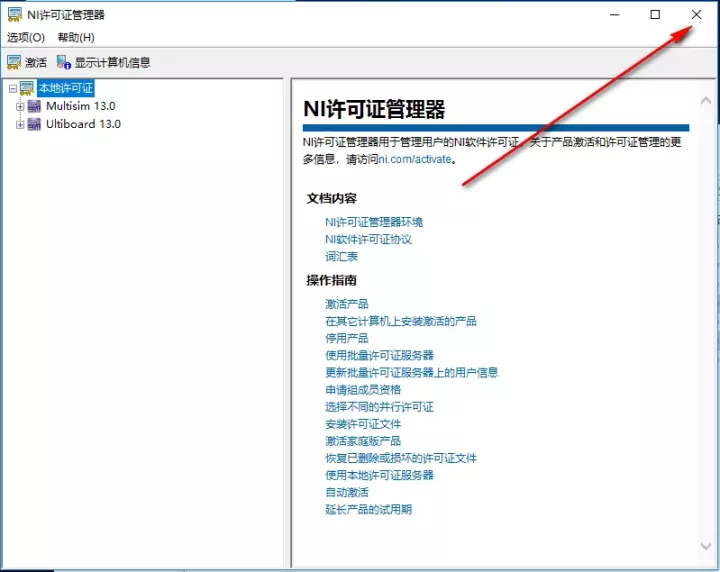 NI许可证管理器
选项(O) 帮助(H)
激活 显示计算机信息
本地许可证
Multisim 13.0
Ultiboard 13.0
NI许可证管理器
NI许可证管理器用于管理用户的NI软件许可证。关于产品激活和许可证管理的更
多信息，请访问ni.com/activate。
文档内容
NI许可证管理器环境
NI软件许可证协议
词汇表
操作指南
激活产品
在其它计算机上安装激活的产品
停用产品
使用批量许可证服务器
更新批量许可证服务器上的用户信息
申请组成员资格
选择不同的并行许可证
安装许可证文件
激活家庭版产品
恢复已删除或损坏的许可证文件
使用本地许可证服务器
自动激活
延长产品的试用期